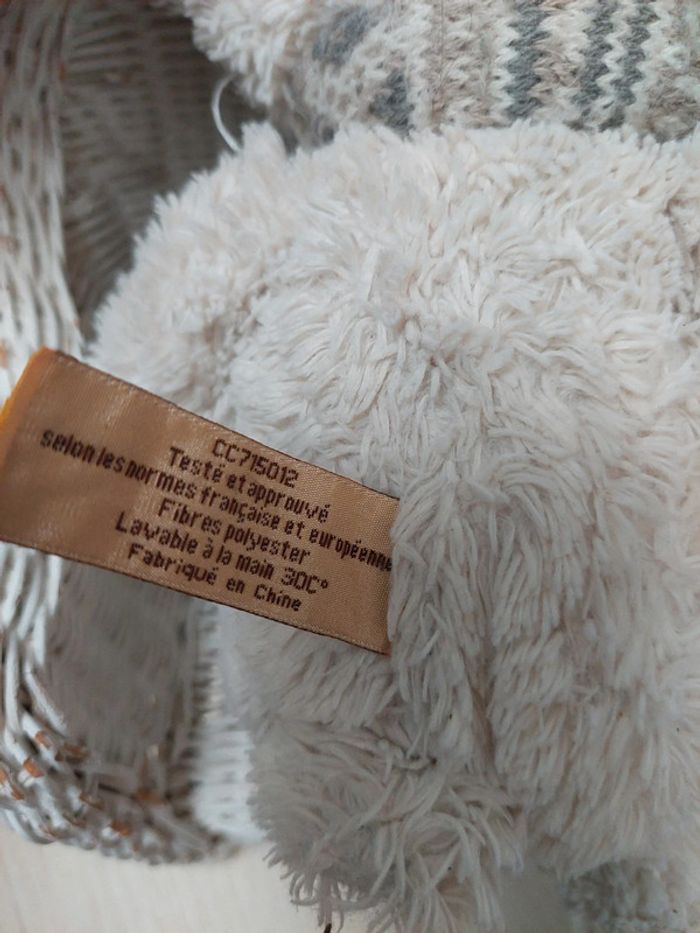 CC715012
Testé et approuvé
selon les normes française et européenne
Fibres polyester
Lavable à la main 30C°
Fabriqué en Chine